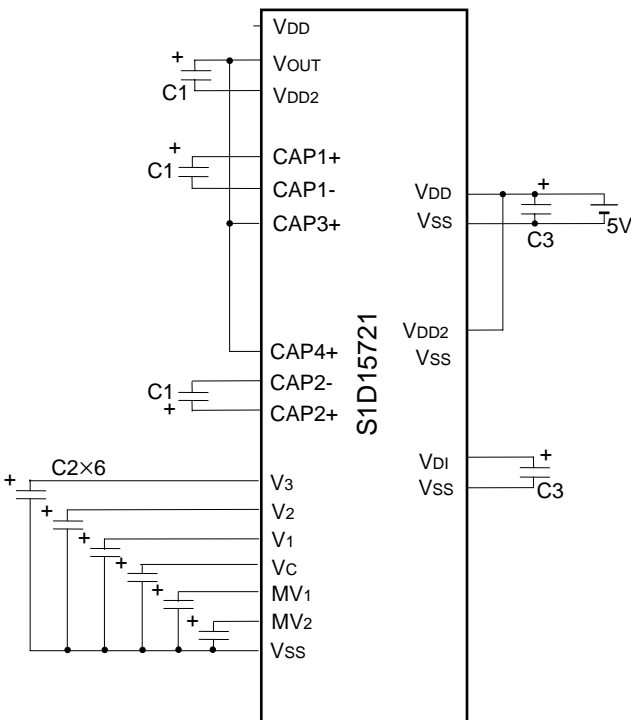 VDD
VOUT
VDD2
+
C1
CAP1+
CAP1-
+
C1
CAP3+
CAP4+
CAP2-
CAP2+
C1
+
C2×6
V3
V2
V1
VC
MV1
MV2
VSS
+
+
+
+
+
+
S1D15721
VDD
VSS
VDD2
VSS
VDI
VSS
+
C3
5V
+
C3